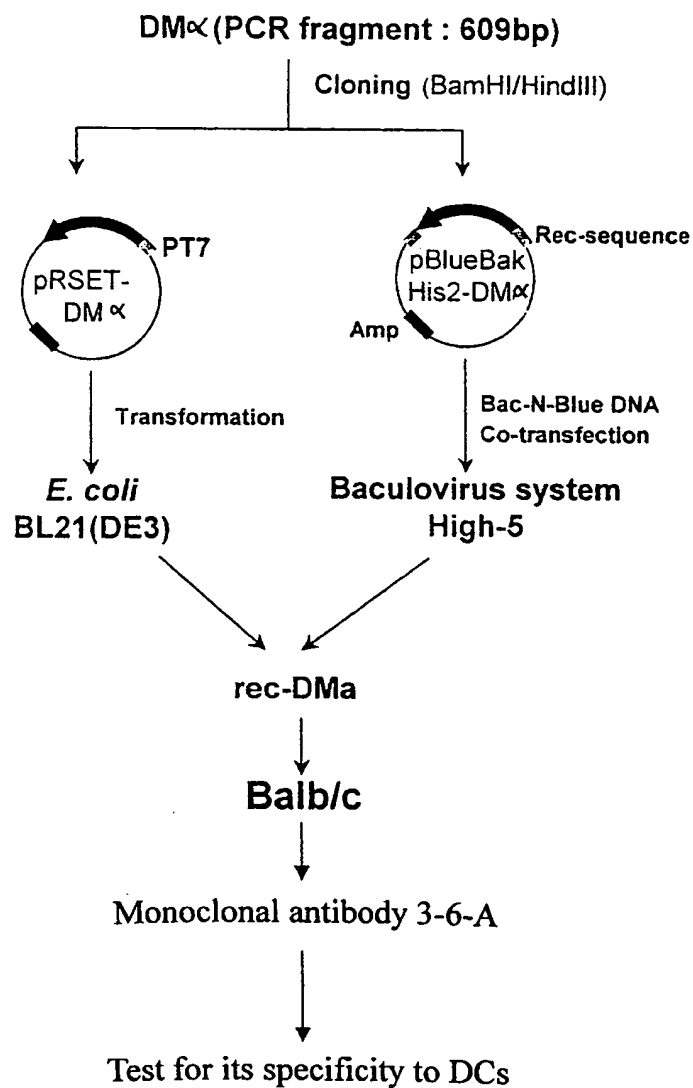 DM∝ (PCR fragment : 609bp)
Cloning (BamHI/HindIII)
PT7
pRSET-
DM ∝
Rec-sequence
pBlueBak
His2-DM∝
Amp
Transformation
Bac-N-Blue DNA
Co-transfection
E. coli
BL21(DE3)
Baculovirus system
High-5
rec-DMa
Balb/c
Monoclonal antibody 3-6-A
Test for its specificity to DCs